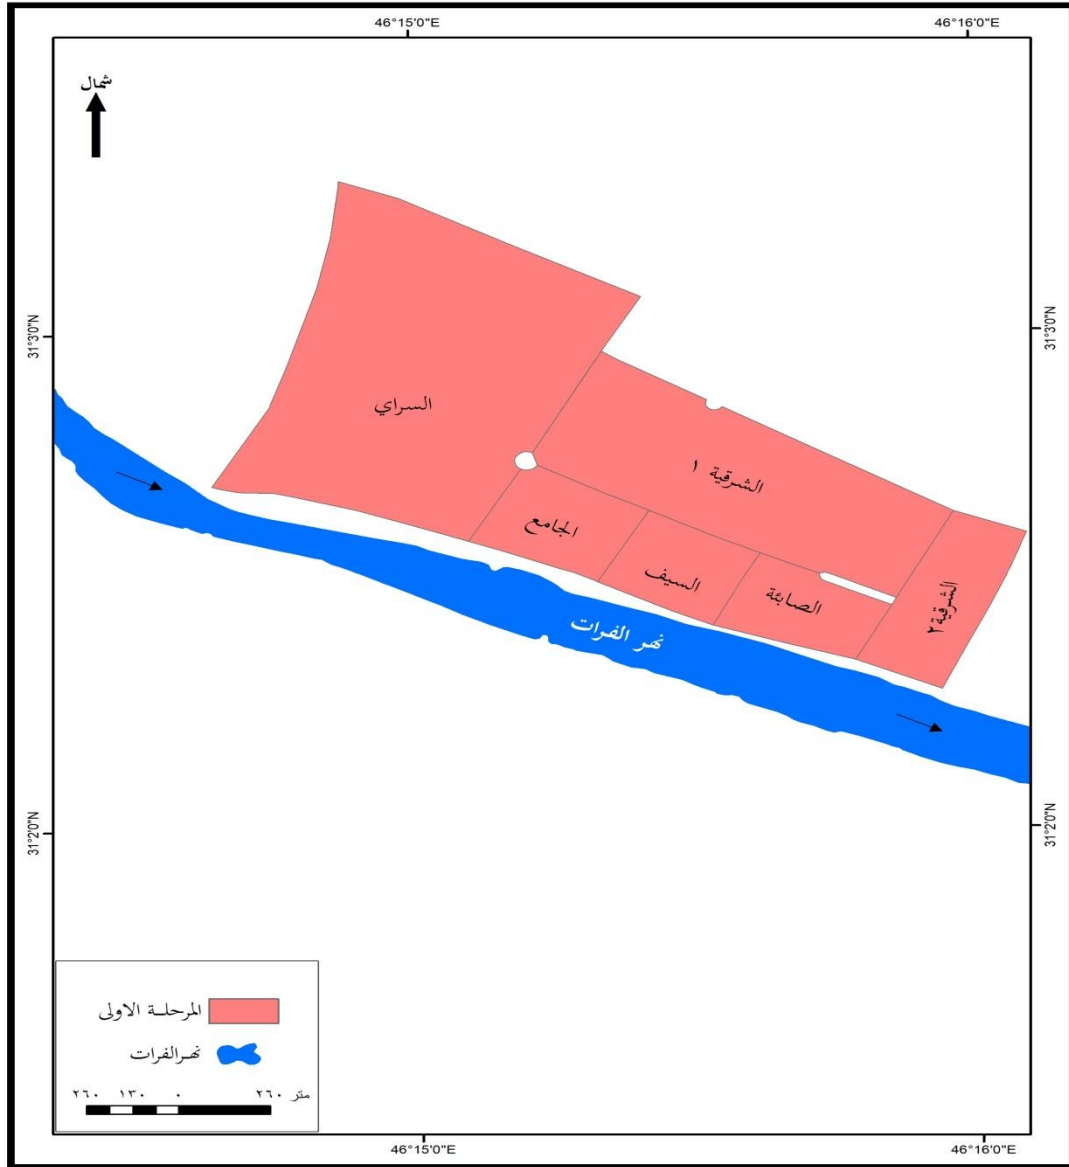 46°15'0"E
46°16'0"E
شمال
31°3'0"N
31°3'0"N
السراي
الشرقية ١
الجامع
السيف
الصابئة
الشرقية ٢
نهر الفرات
31°2'0"N
31°2'0"N
المرحلـة الاولى
نهـرالفرات
٢٦٠ ١٣٠ ٠ ٢٦٠ متر
46°15'0"E
46°16'0"E